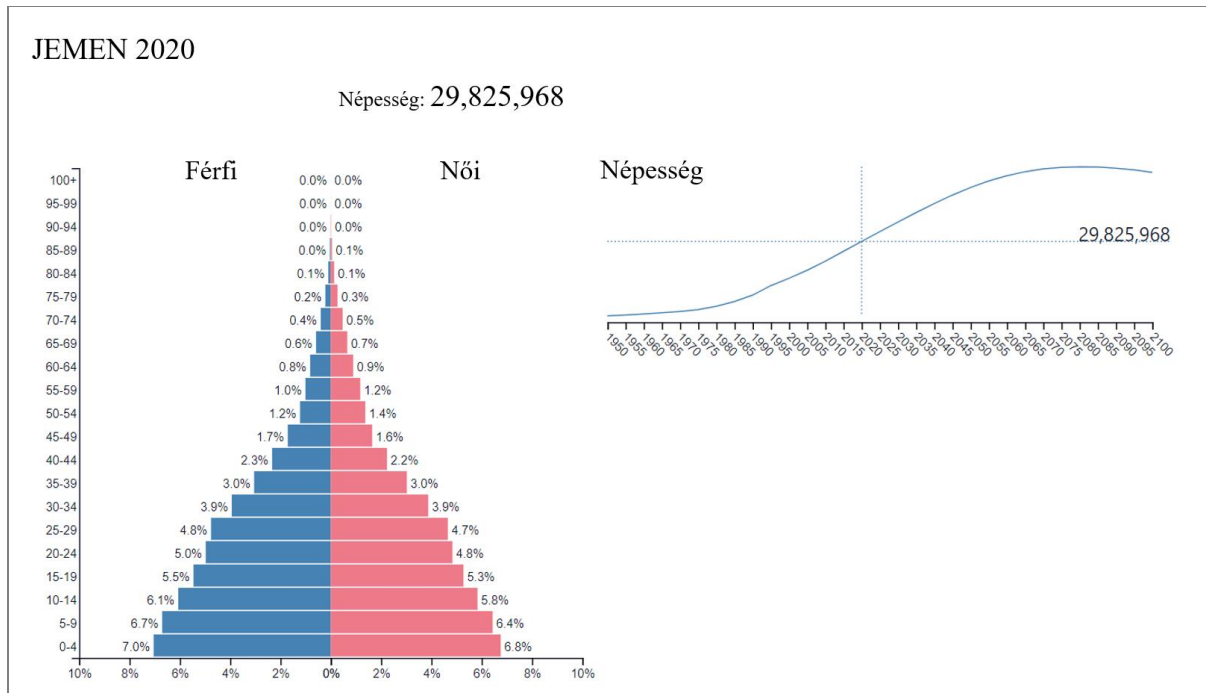 JEMEN 2020
Népesség: 29,825,968
Férfi Női
100+ 0.0% 0.0%
95-99 0.0% 0.0%
90-94 0.0% 0.0%
85-89 0.0% 0.1%
80-84 0.1% 0.1%
75-79 0.2% 0.3%
70-74 0.4% 0.5%
65-69 0.6% 0.7%
60-64 0.8% 0.9%
55-59 1.0% 1.2%
50-54 1.2% 1.4%
45-49 1.7% 1.6%
40-44 2.3% 2.2%
35-39 3.0% 3.0%
30-34 3.9% 3.9%
25-29 4.8% 4.7%
20-24 5.0% 4.8%
15-19 5.5% 5.3%
10-14 6.1% 5.8%
5-9 6.7% 6.4%
0-4 7.0% 6.8%
10% 8% 6% 4% 2% 0% 2% 4% 6% 8% 10%
Népesség
29,825,968
1950 1955 1960 1965 1970 1975 1980 1985 1990 1995 2000 2005 2010 2015 2020 2025 2030 2035 2040 2045 2050 2055 2060 2065 2070 2075 2080 2085 2090 2095 2100